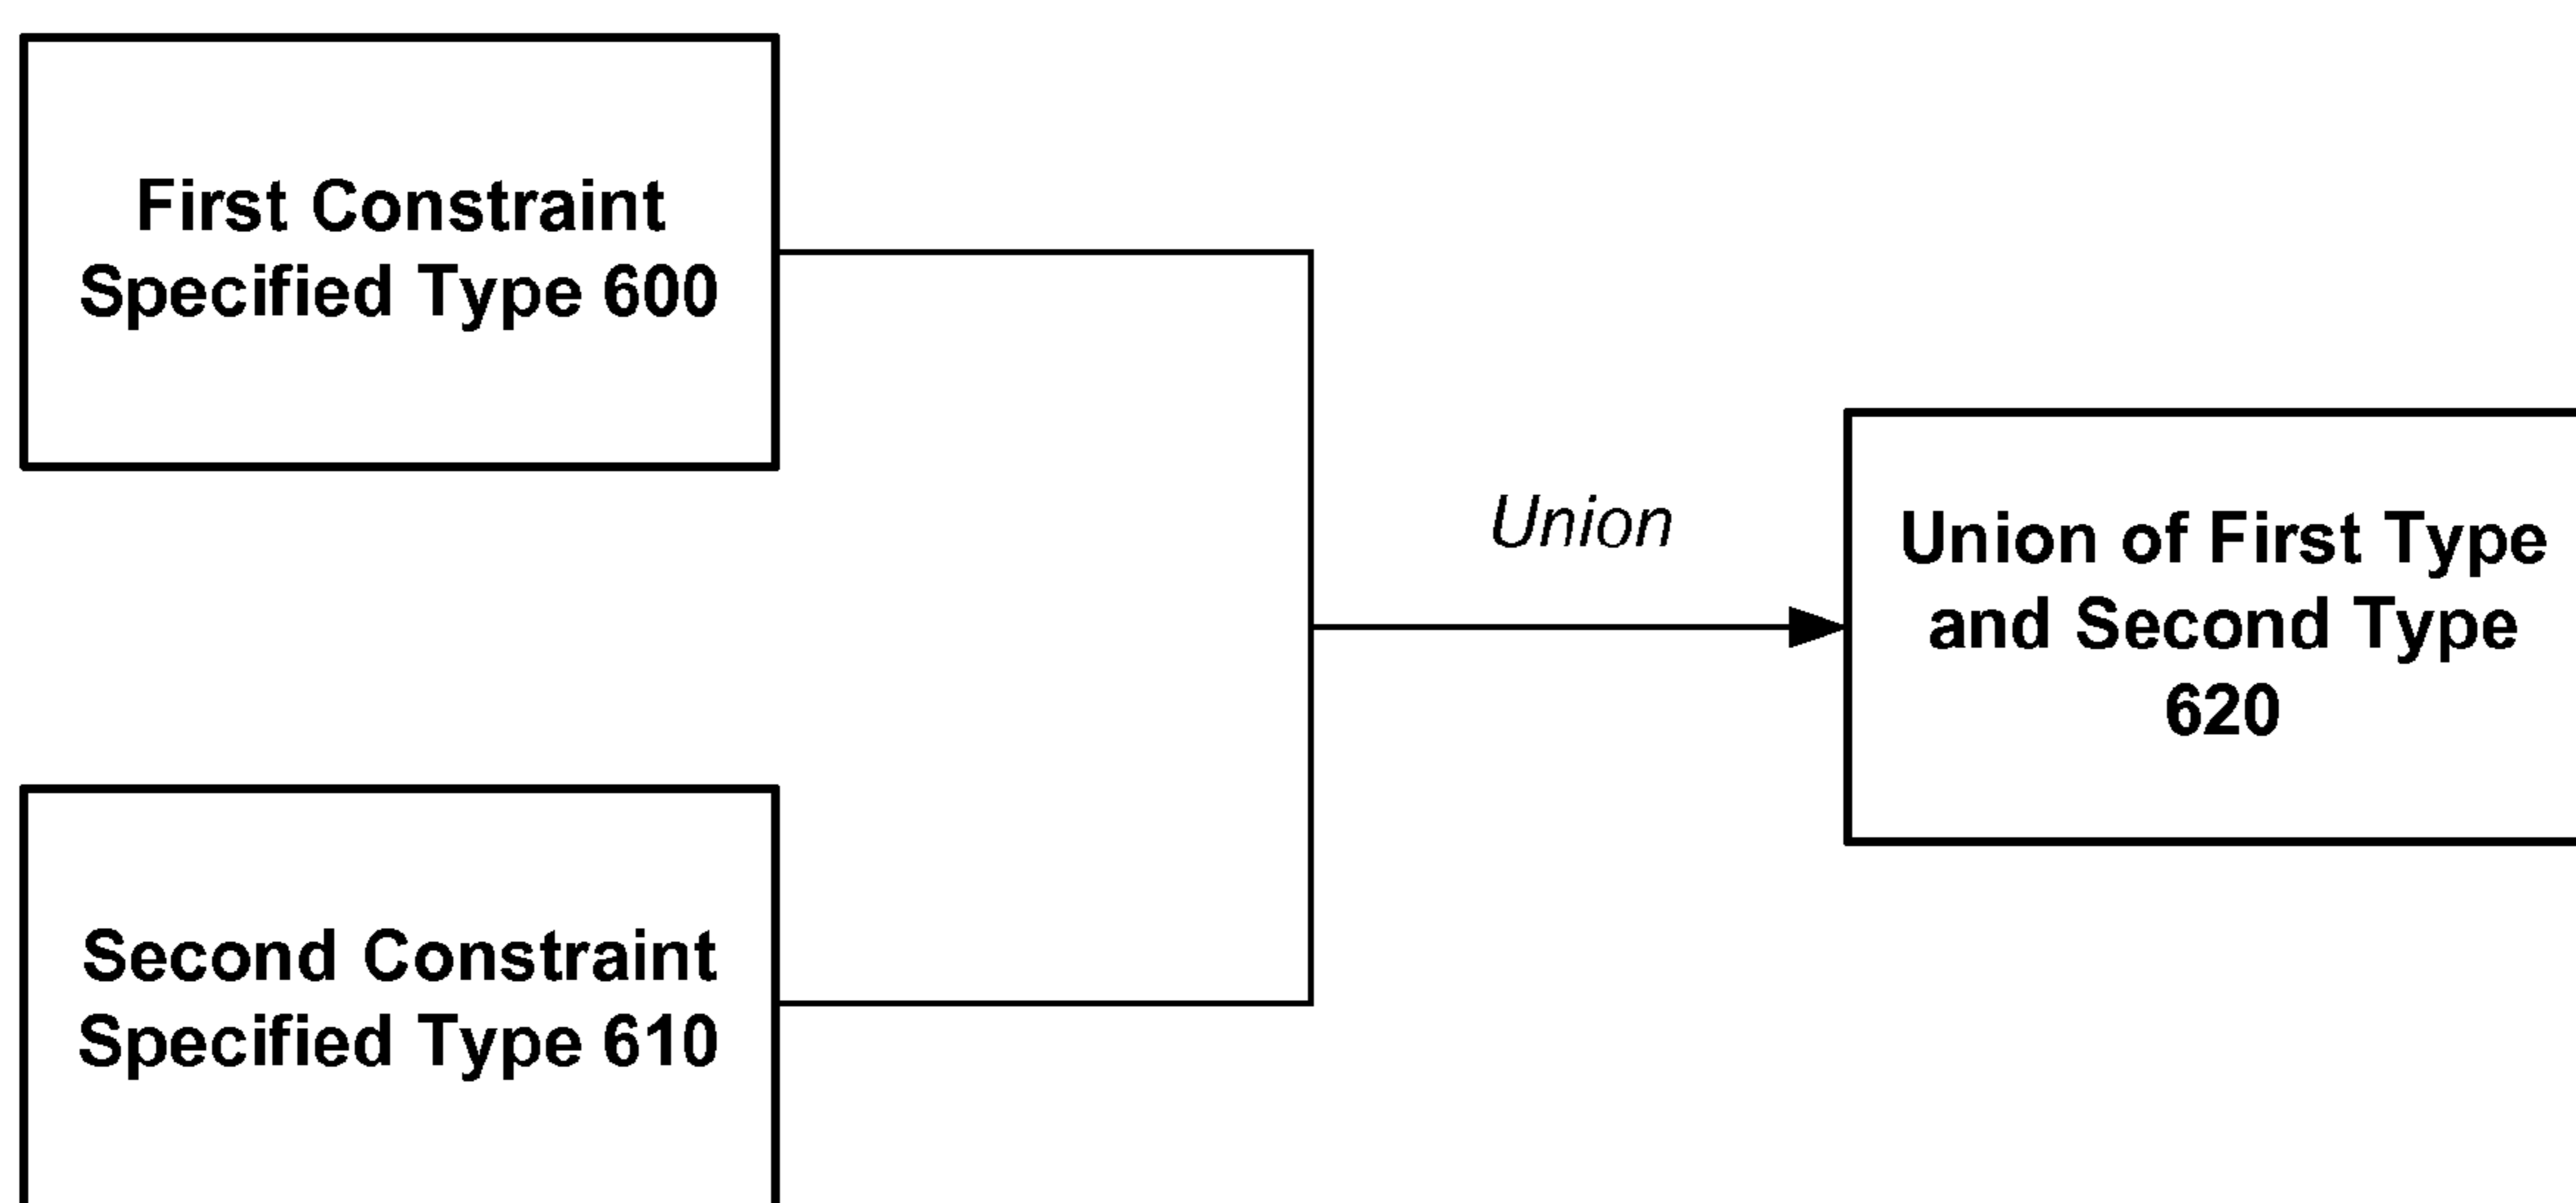 First Constraint
Specified Type 600
Union
Union of First Type
and Second Type
620
Second Constraint
Specified Type 610